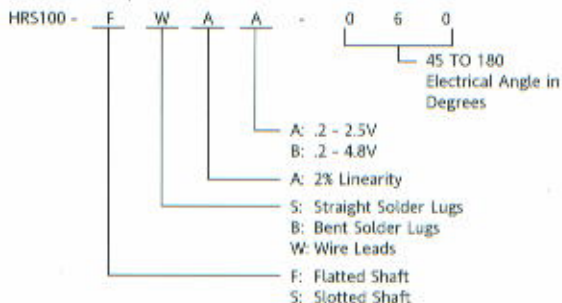 HRS100 - F W A A - 0 6 0
45 TO 180
Electrical Angle in
Degrees
A: .2 - 2.5V
B: .2 - 4.8V
A: 2% Linearity
S: Straight Solder Lugs
B: Bent Solder Lugs
W: Wire Leads
F: Flatted Shaft
S: Slotted Shaft